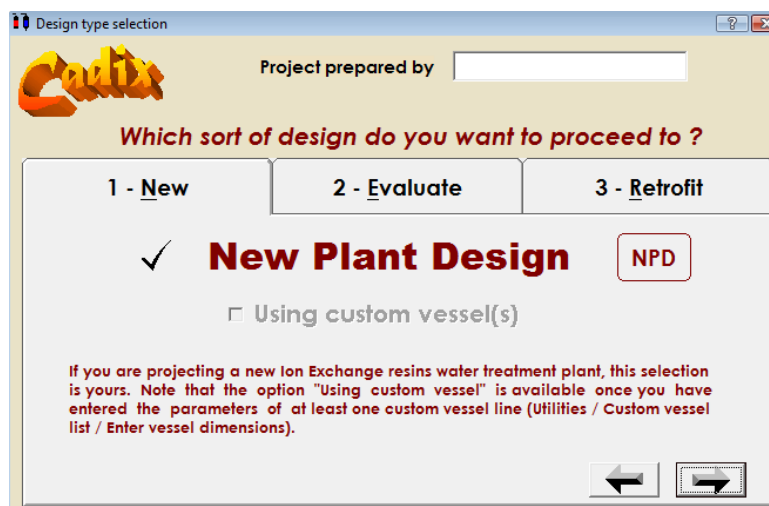 Design type selection
Cadix
Project prepared by
Which sort of design do you want to proceed to ?
1 - New
2 - Evaluate
3 - Retrofit
New Plant Design
NPD
Using custom vessel(s)
If you are projecting a new Ion Exchange resins water treatment plant, this selection
is yours. Note that the option "Using custom vessel" is available once you have
entered the parameters of at least one custom vessel line (Utilities / Custom vessel
list / Enter vessel dimensions).